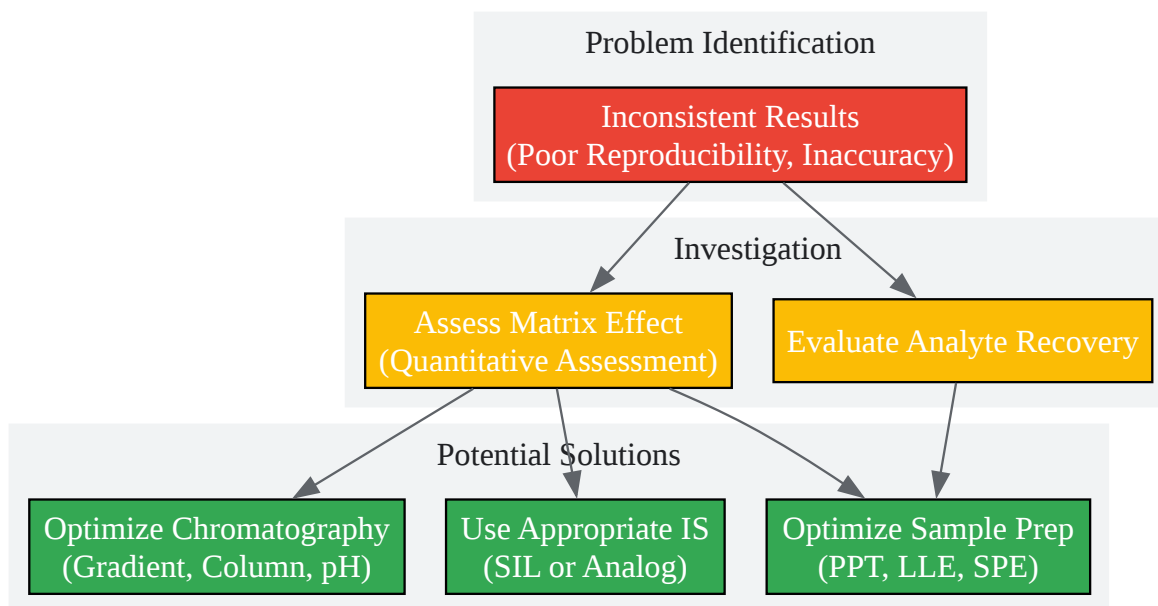 Problem Identification
Inconsistent Results
(Poor Reproducibility, Inaccuracy)
Investigation
Assess Matrix Effect
(Quantitative Assessment)
Evaluate Analyte Recovery
Potential Solutions
Optimize Chromatography
(Gradient, Column, pH)
Use Appropriate IS
(SIL or Analog)
Optimize Sample Prep
(PPT, LLE, SPE)